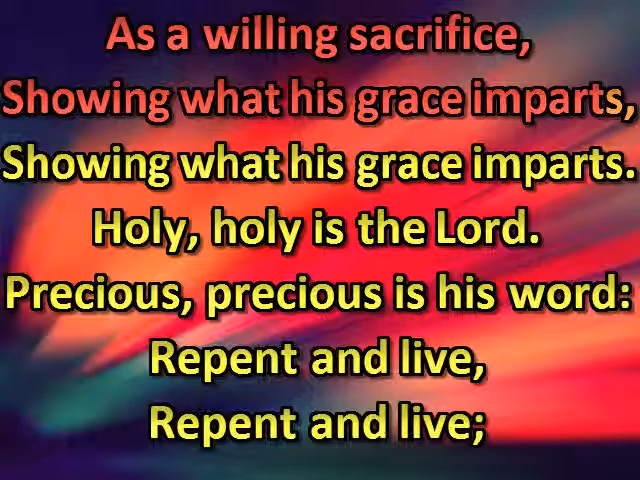 As a willing sacrifice,
Showing what his grace imparts,
Showing what his grace imparts.
Holy, holy is the Lord.
Precious, precious is his word:
Repent and live,
Repent and live;